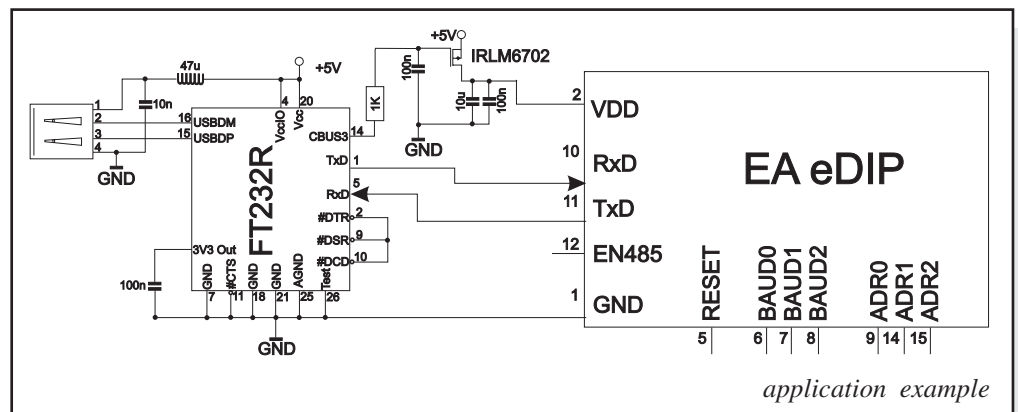 +5V
IRLM6702
47u
+5V
100n
1K
10u
100n
2
VDD
1
10n
4
20
VccIO
Vcc
2
16
USBDM
3
15
USBDP
4
GND
CBUS3
14
GND
TxD
1
10
RxD
EA eDIP
FT232R
RxD
5
11
TxD
#DTR
2
#DSR
9
#DCD
10
12
EN485
3V3 Out
100n
GND
#CTS
GND
GND
AGND
Test
7
11
18
21
25
26
1
GND
GND
RESET
BAUD0
BAUD1
BAUD2
ADR0
ADR1
ADR2
5
6
7
8
9
14
15
application example